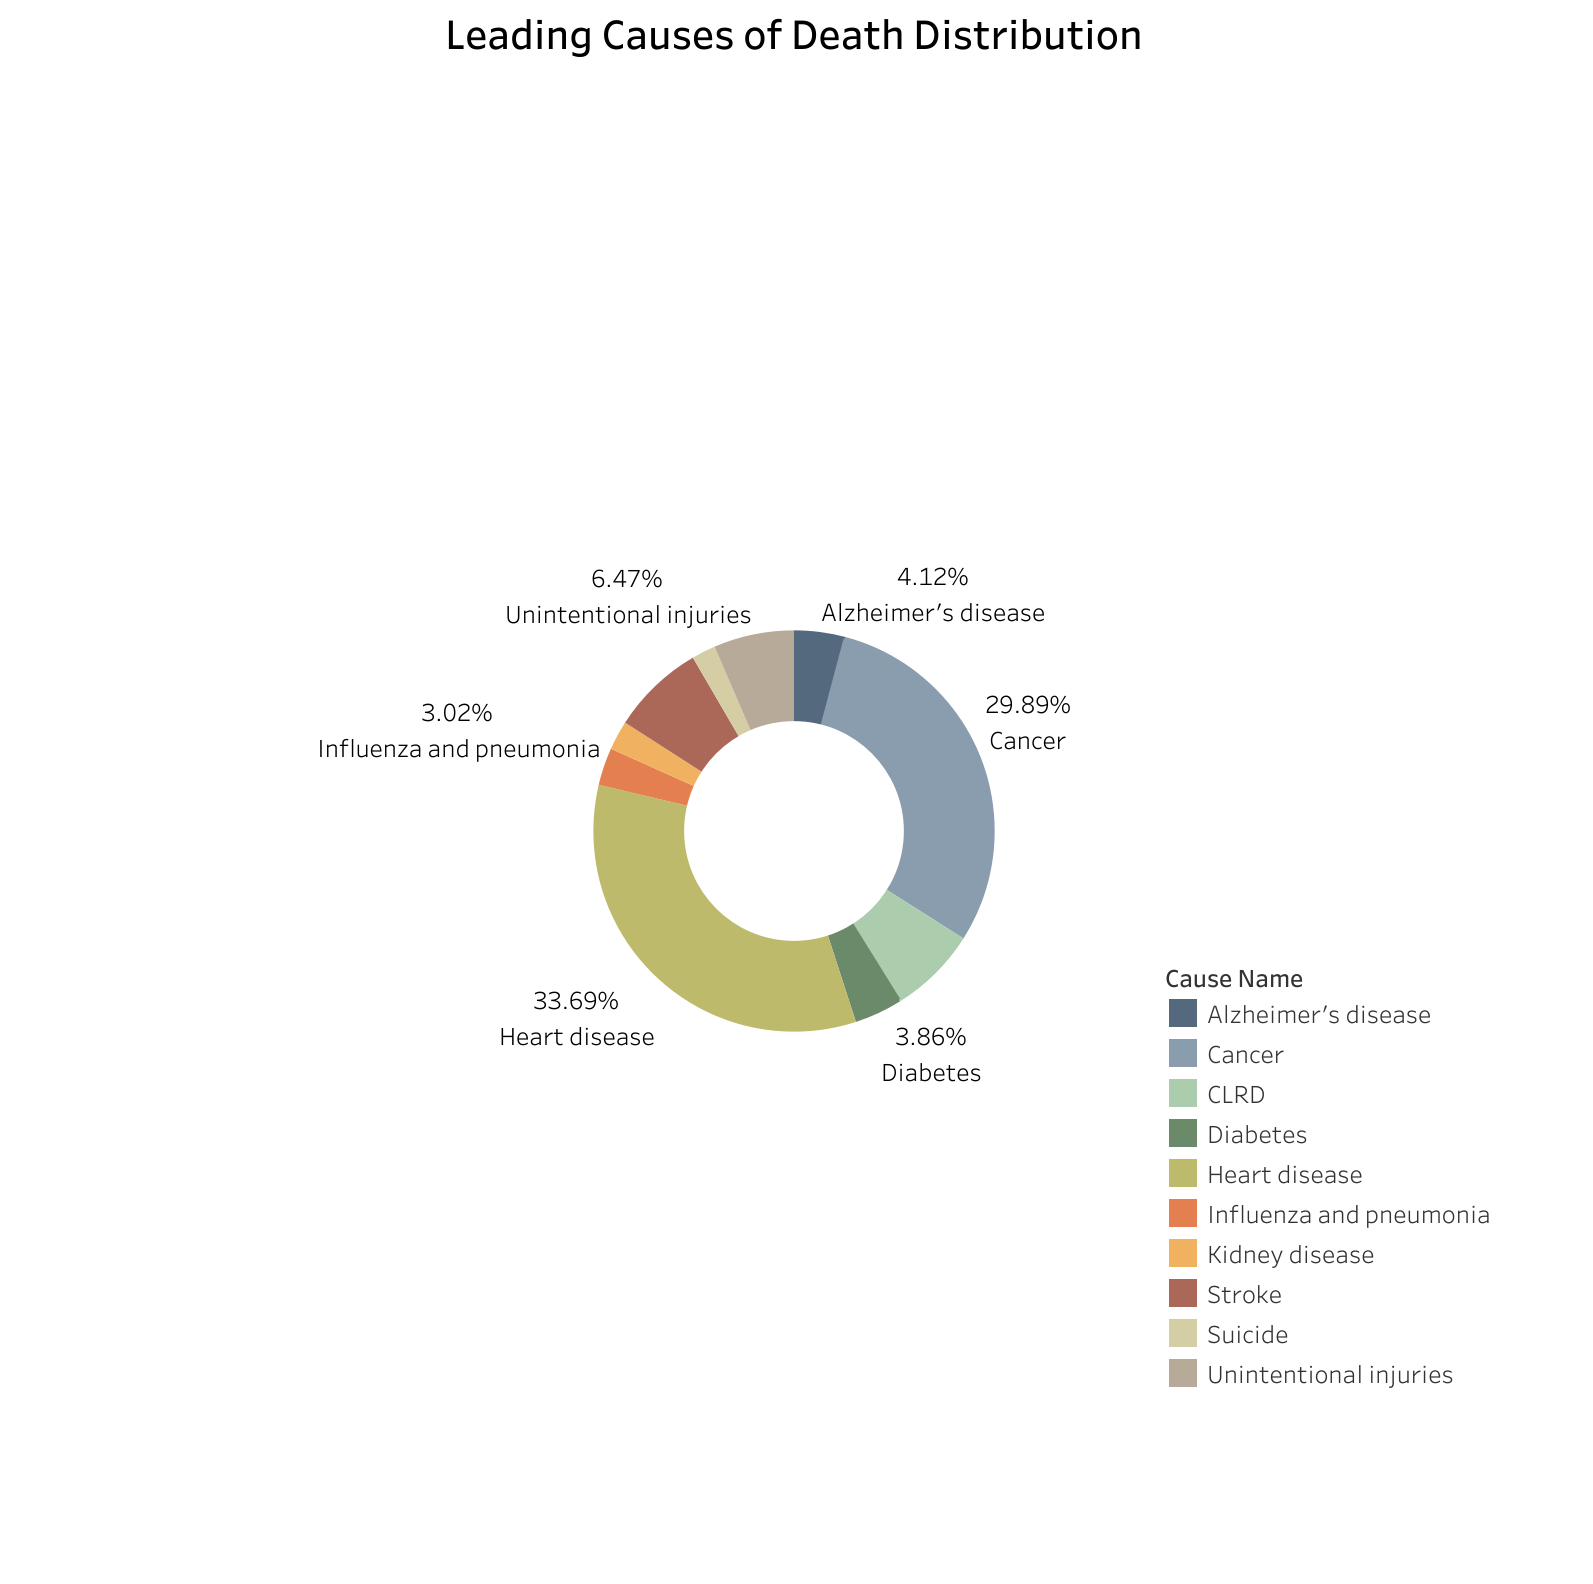 Leading Causes of Death Distribution
6.47%
Unintentional injuries
4.12%
Alzheimer's disease
3.02%
Influenza and pneumonia
29.89%
Cancer
33.69%
Heart disease
3.86%
Diabetes
Cause Name
Alzheimer's disease
Cancer
CLRD
Diabetes
Heart disease
Influenza and pneumonia
Kidney disease
Stroke
Suicide
Unintentional injuries